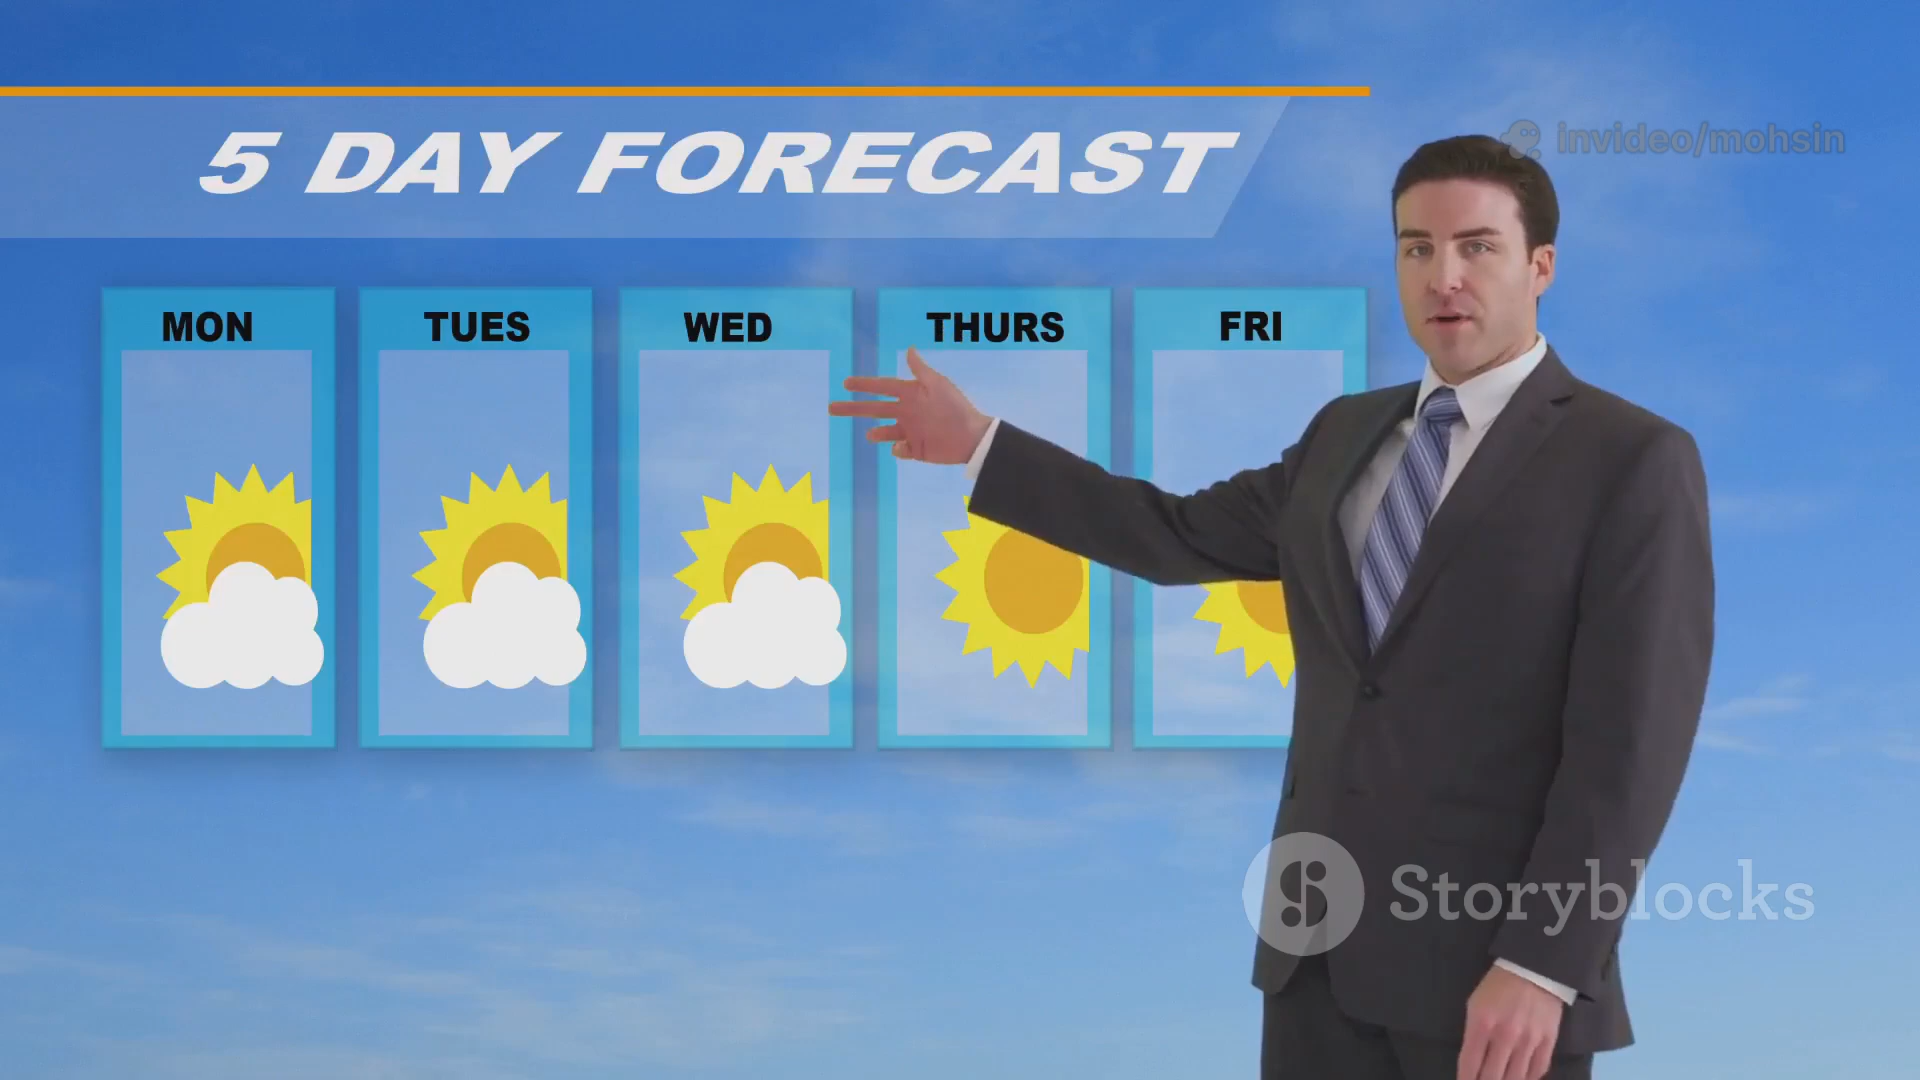 invideo/mohsin
5 DAY FORECAST
MON
TUES
WED
THURS
FRI
Storyblocks